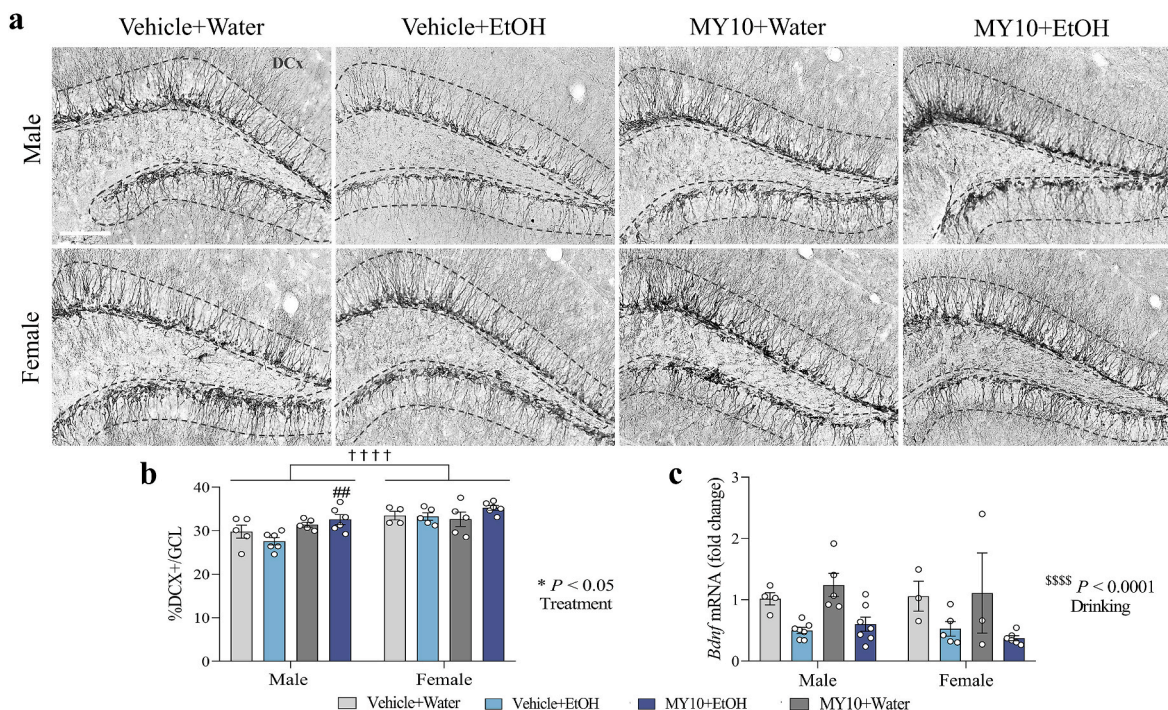 a
Vehicle+Water
Vehicle+EtOH
MY10+Water
MY10+EtOH
DCx
Male
Female
b
††††
##
%DCX+/GCL
40
30
20
10
0
Male
Female
* P < 0.05
Treatment
c
Bdnf mRNA (fold change)
3
2
1
0
Male
Female
$$$$ P < 0.0001
Drinking
Vehicle+Water
Vehicle+EtOH
MY10+EtOH
MY10+Water